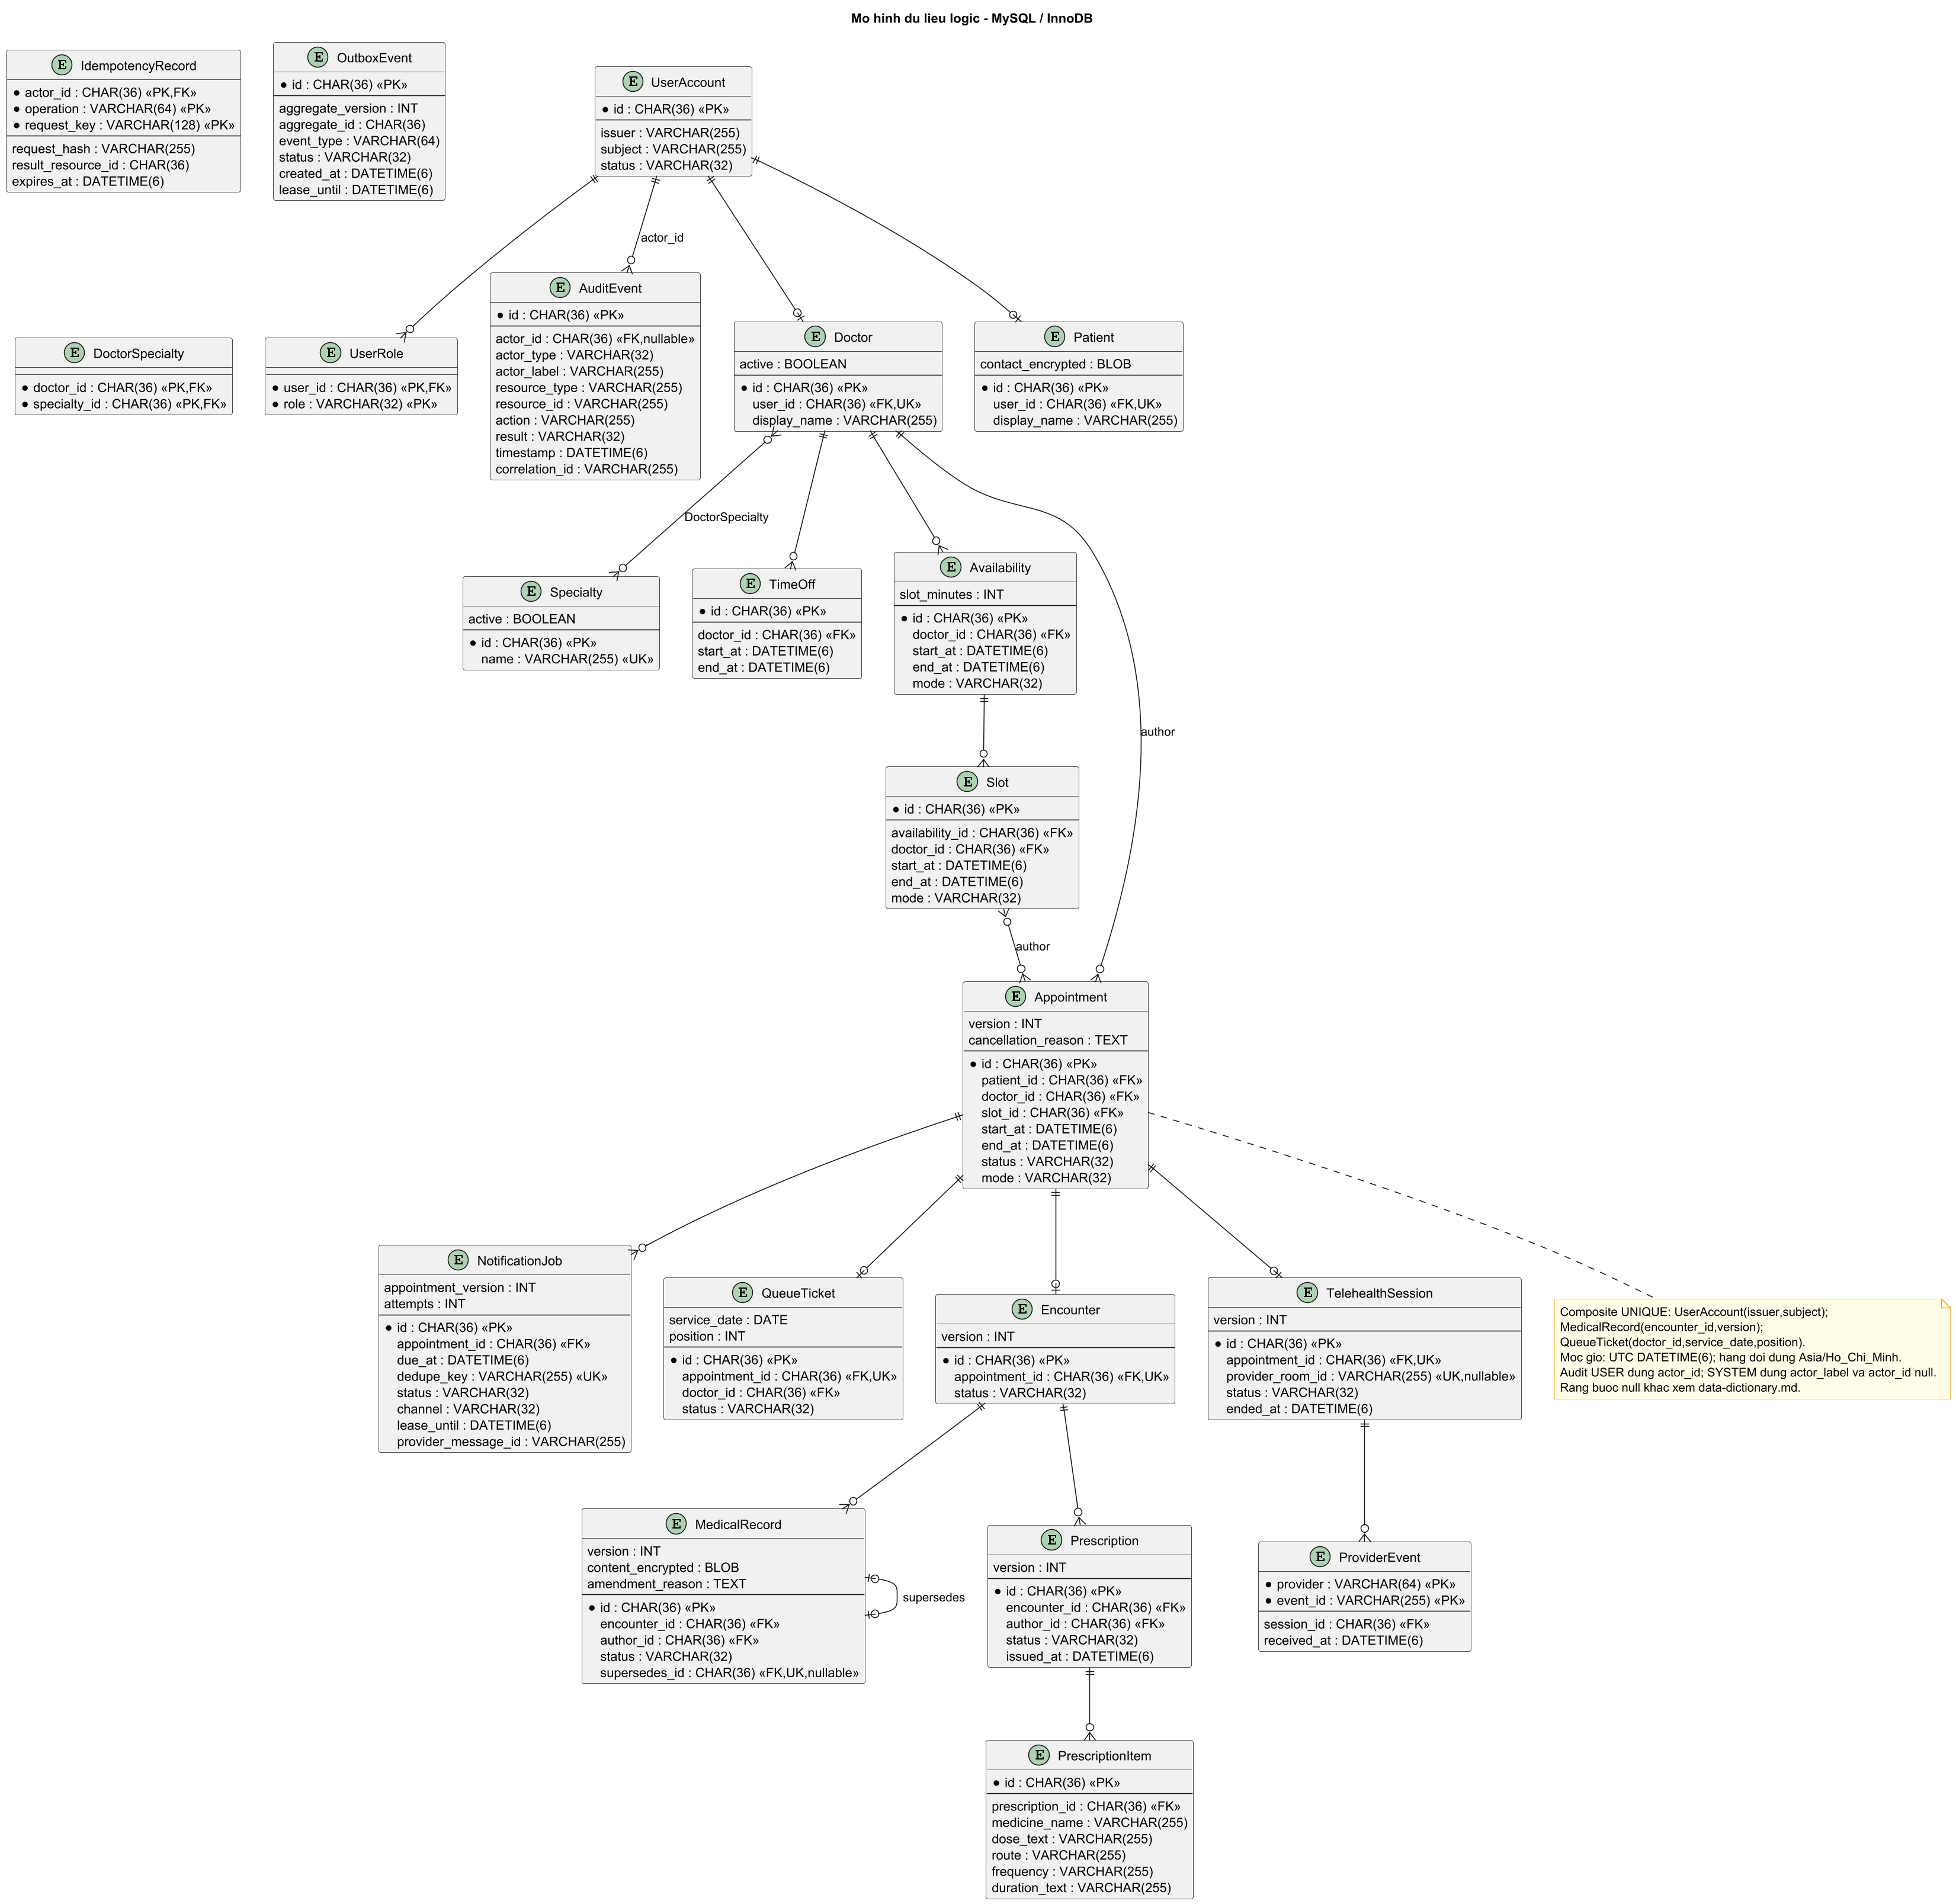 Mo hinh du lieu logic - MySQL / InnoDB
E IdempotencyRecord
actor_id : CHAR(36) «PK,FK»
operation : VARCHAR(64) «PK»
request_key : VARCHAR(128) «PK»
request_hash : VARCHAR(255)
result_resource_id : CHAR(36)
expires_at : DATETIME(6)
E OutboxEvent
id : CHAR(36) «PK»
aggregate_version : INT
aggregate_id : CHAR(36)
event_type : VARCHAR(64)
status : VARCHAR(32)
created_at : DATETIME(6)
lease_until : DATETIME(6)
E UserAccount
id : CHAR(36) «PK»
issuer : VARCHAR(255)
subject : VARCHAR(255)
status : VARCHAR(32)
actor_id
E DoctorSpecialty
doctor_id : CHAR(36) «PK,FK»
specialty_id : CHAR(36) «PK,FK»
E UserRole
user_id : CHAR(36) «PK,FK»
role : VARCHAR(32) «PK»
E AuditEvent
id : CHAR(36) «PK»
actor_id : CHAR(36) «FK,nullable»
actor_type : VARCHAR(32)
actor_label : VARCHAR(255)
resource_type : VARCHAR(255)
resource_id : VARCHAR(255)
action : VARCHAR(255)
result : VARCHAR(32)
timestamp : DATETIME(6)
correlation_id : VARCHAR(255)
E Doctor
active : BOOLEAN
id : CHAR(36) «PK»
user_id : CHAR(36) «FK,UK»
display_name : VARCHAR(255)
E Patient
contact_encrypted : BLOB
id : CHAR(36) «PK»
user_id : CHAR(36) «FK,UK»
display_name : VARCHAR(255)
DoctorSpecialty
E Specialty
active : BOOLEAN
id : CHAR(36) «PK»
name : VARCHAR(255) «UK»
E TimeOff
id : CHAR(36) «PK»
doctor_id : CHAR(36) «FK»
start_at : DATETIME(6)
end_at : DATETIME(6)
E Availability
slot_minutes : INT
id : CHAR(36) «PK»
doctor_id : CHAR(36) «FK»
start_at : DATETIME(6)
end_at : DATETIME(6)
mode : VARCHAR(32)
author
E Slot
id : CHAR(36) «PK»
availability_id : CHAR(36) «FK»
doctor_id : CHAR(36) «FK»
start_at : DATETIME(6)
end_at : DATETIME(6)
mode : VARCHAR(32)
author
E Appointment
version : INT
cancellation_reason : TEXT
id : CHAR(36) «PK»
patient_id : CHAR(36) «FK»
doctor_id : CHAR(36) «FK»
slot_id : CHAR(36) «FK»
start_at : DATETIME(6)
end_at : DATETIME(6)
status : VARCHAR(32)
mode : VARCHAR(32)
E NotificationJob
appointment_version : INT
attempts : INT
id : CHAR(36) «PK»
appointment_id : CHAR(36) «FK»
due_at : DATETIME(6)
dedupe_key : VARCHAR(255) «UK»
status : VARCHAR(32)
channel : VARCHAR(32)
lease_until : DATETIME(6)
provider_message_id : VARCHAR(255)
E QueueTicket
service_date : DATE
position : INT
id : CHAR(36) «PK»
appointment_id : CHAR(36) «FK,UK»
doctor_id : CHAR(36) «FK»
status : VARCHAR(32)
E Encounter
version : INT
id : CHAR(36) «PK»
appointment_id : CHAR(36) «FK,UK»
status : VARCHAR(32)
E TelehealthSession
version : INT
id : CHAR(36) «PK»
appointment_id : CHAR(36) «FK,UK»
provider_room_id : VARCHAR(255) «UK,nullable»
status : VARCHAR(32)
ended_at : DATETIME(6)
Composite UNIQUE: UserAccount(issuer,subject);
MedicalRecord(encounter_id,version);
QueueTicket(doctor_id,service_date,position).
Moc gio: UTC DATETIME(6); hang doi dung Asia/Ho_Chi_Minh.
Audit USER dung actor_id; SYSTEM dung actor_label va actor_id null.
Rang buoc null khac xem data-dictionary.md.
E MedicalRecord
version : INT
content_encrypted : BLOB
amendment_reason : TEXT
id : CHAR(36) «PK»
encounter_id : CHAR(36) «FK»
author_id : CHAR(36) «FK»
status : VARCHAR(32)
supersedes_id : CHAR(36) «FK,UK,nullable»
supersedes
E Prescription
version : INT
id : CHAR(36) «PK»
encounter_id : CHAR(36) «FK»
author_id : CHAR(36) «FK»
status : VARCHAR(32)
issued_at : DATETIME(6)
E ProviderEvent
provider : VARCHAR(64) «PK»
event_id : VARCHAR(255) «PK»
session_id : CHAR(36) «FK»
received_at : DATETIME(6)
E PrescriptionItem
id : CHAR(36) «PK»
prescription_id : CHAR(36) «FK»
medicine_name : VARCHAR(255)
dose_text : VARCHAR(255)
route : VARCHAR(255)
frequency : VARCHAR(255)
duration_text : VARCHAR(255)